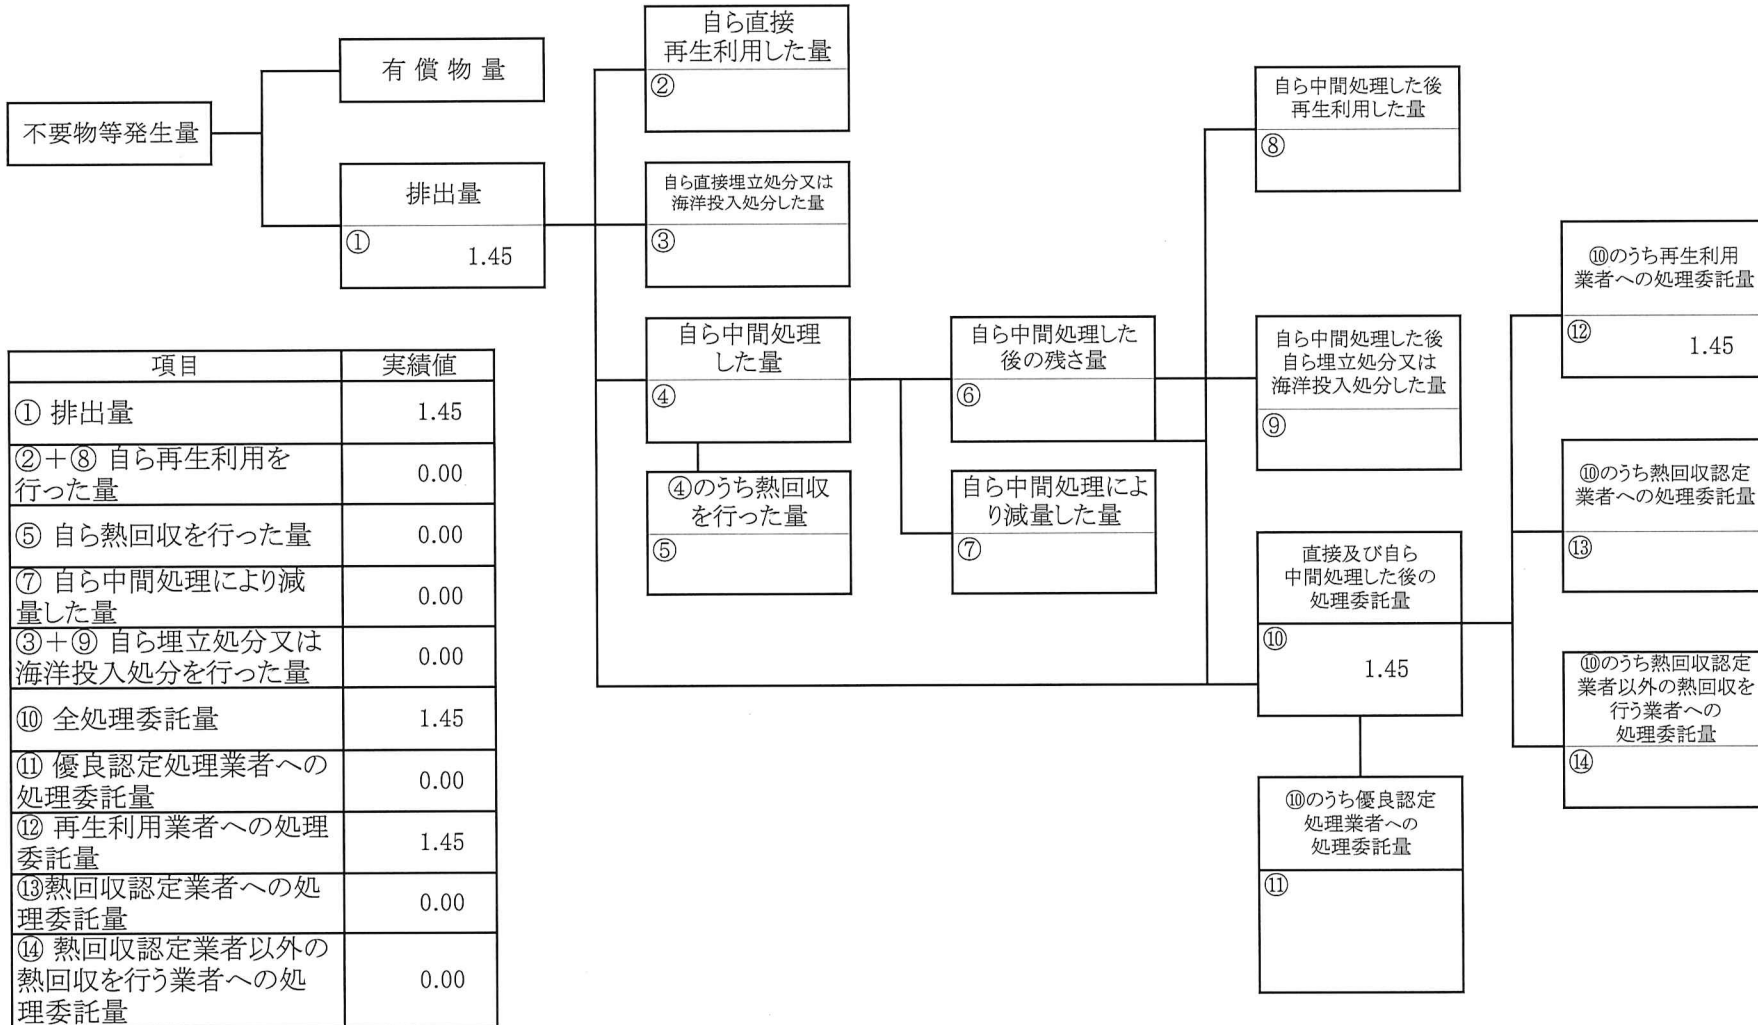 不要物等発生量
有償物量
排出量
①
1.45
自ら直接
再生利用した量
②
自ら直接埋立処分又は
海洋投入処分した量
③
自ら中間処理
した量
④
④のうち熱回収
を行った量
⑤
自ら中間処理した
後の残さ量
⑥
自ら中間処理によ
り減量した量
⑦
自ら中間処理した後
再生利用した量
⑧
自ら中間処理した後
自ら埋立処分又は
海洋投入処分した量
⑨
直接及び自ら
中間処理した後の
処理委託量
⑩
1.45
⑩のうち優良認定
処理業者への
処理委託量
⑪
⑩のうち再生利用
業者への処理委託量
⑫
1.45
⑩のうち熱回収認定
業者への処理委託量
⑬
⑩のうち熱回収認定
業者以外の熱回収を
行う業者への
処理委託量
⑭
項目 実績値
① 排出量 1.45
②+⑧ 自ら再生利用を
行った量 0.00
⑤ 自ら熱回収を行った量 0.00
⑦ 自ら中間処理により減
量した量 0.00
③+⑨ 自ら埋立処分又は
海洋投入処分を行った量 0.00
⑩ 全処理委託量 1.45
⑪ 優良認定処理業者への
処理委託量 0.00
⑫ 再生利用業者への処理
委託量 1.45
⑬熱回収認定業者への処
理委託量 0.00
⑭ 熱回収認定業者以外の
熱回収を行う業者への処
理委託量 0.00